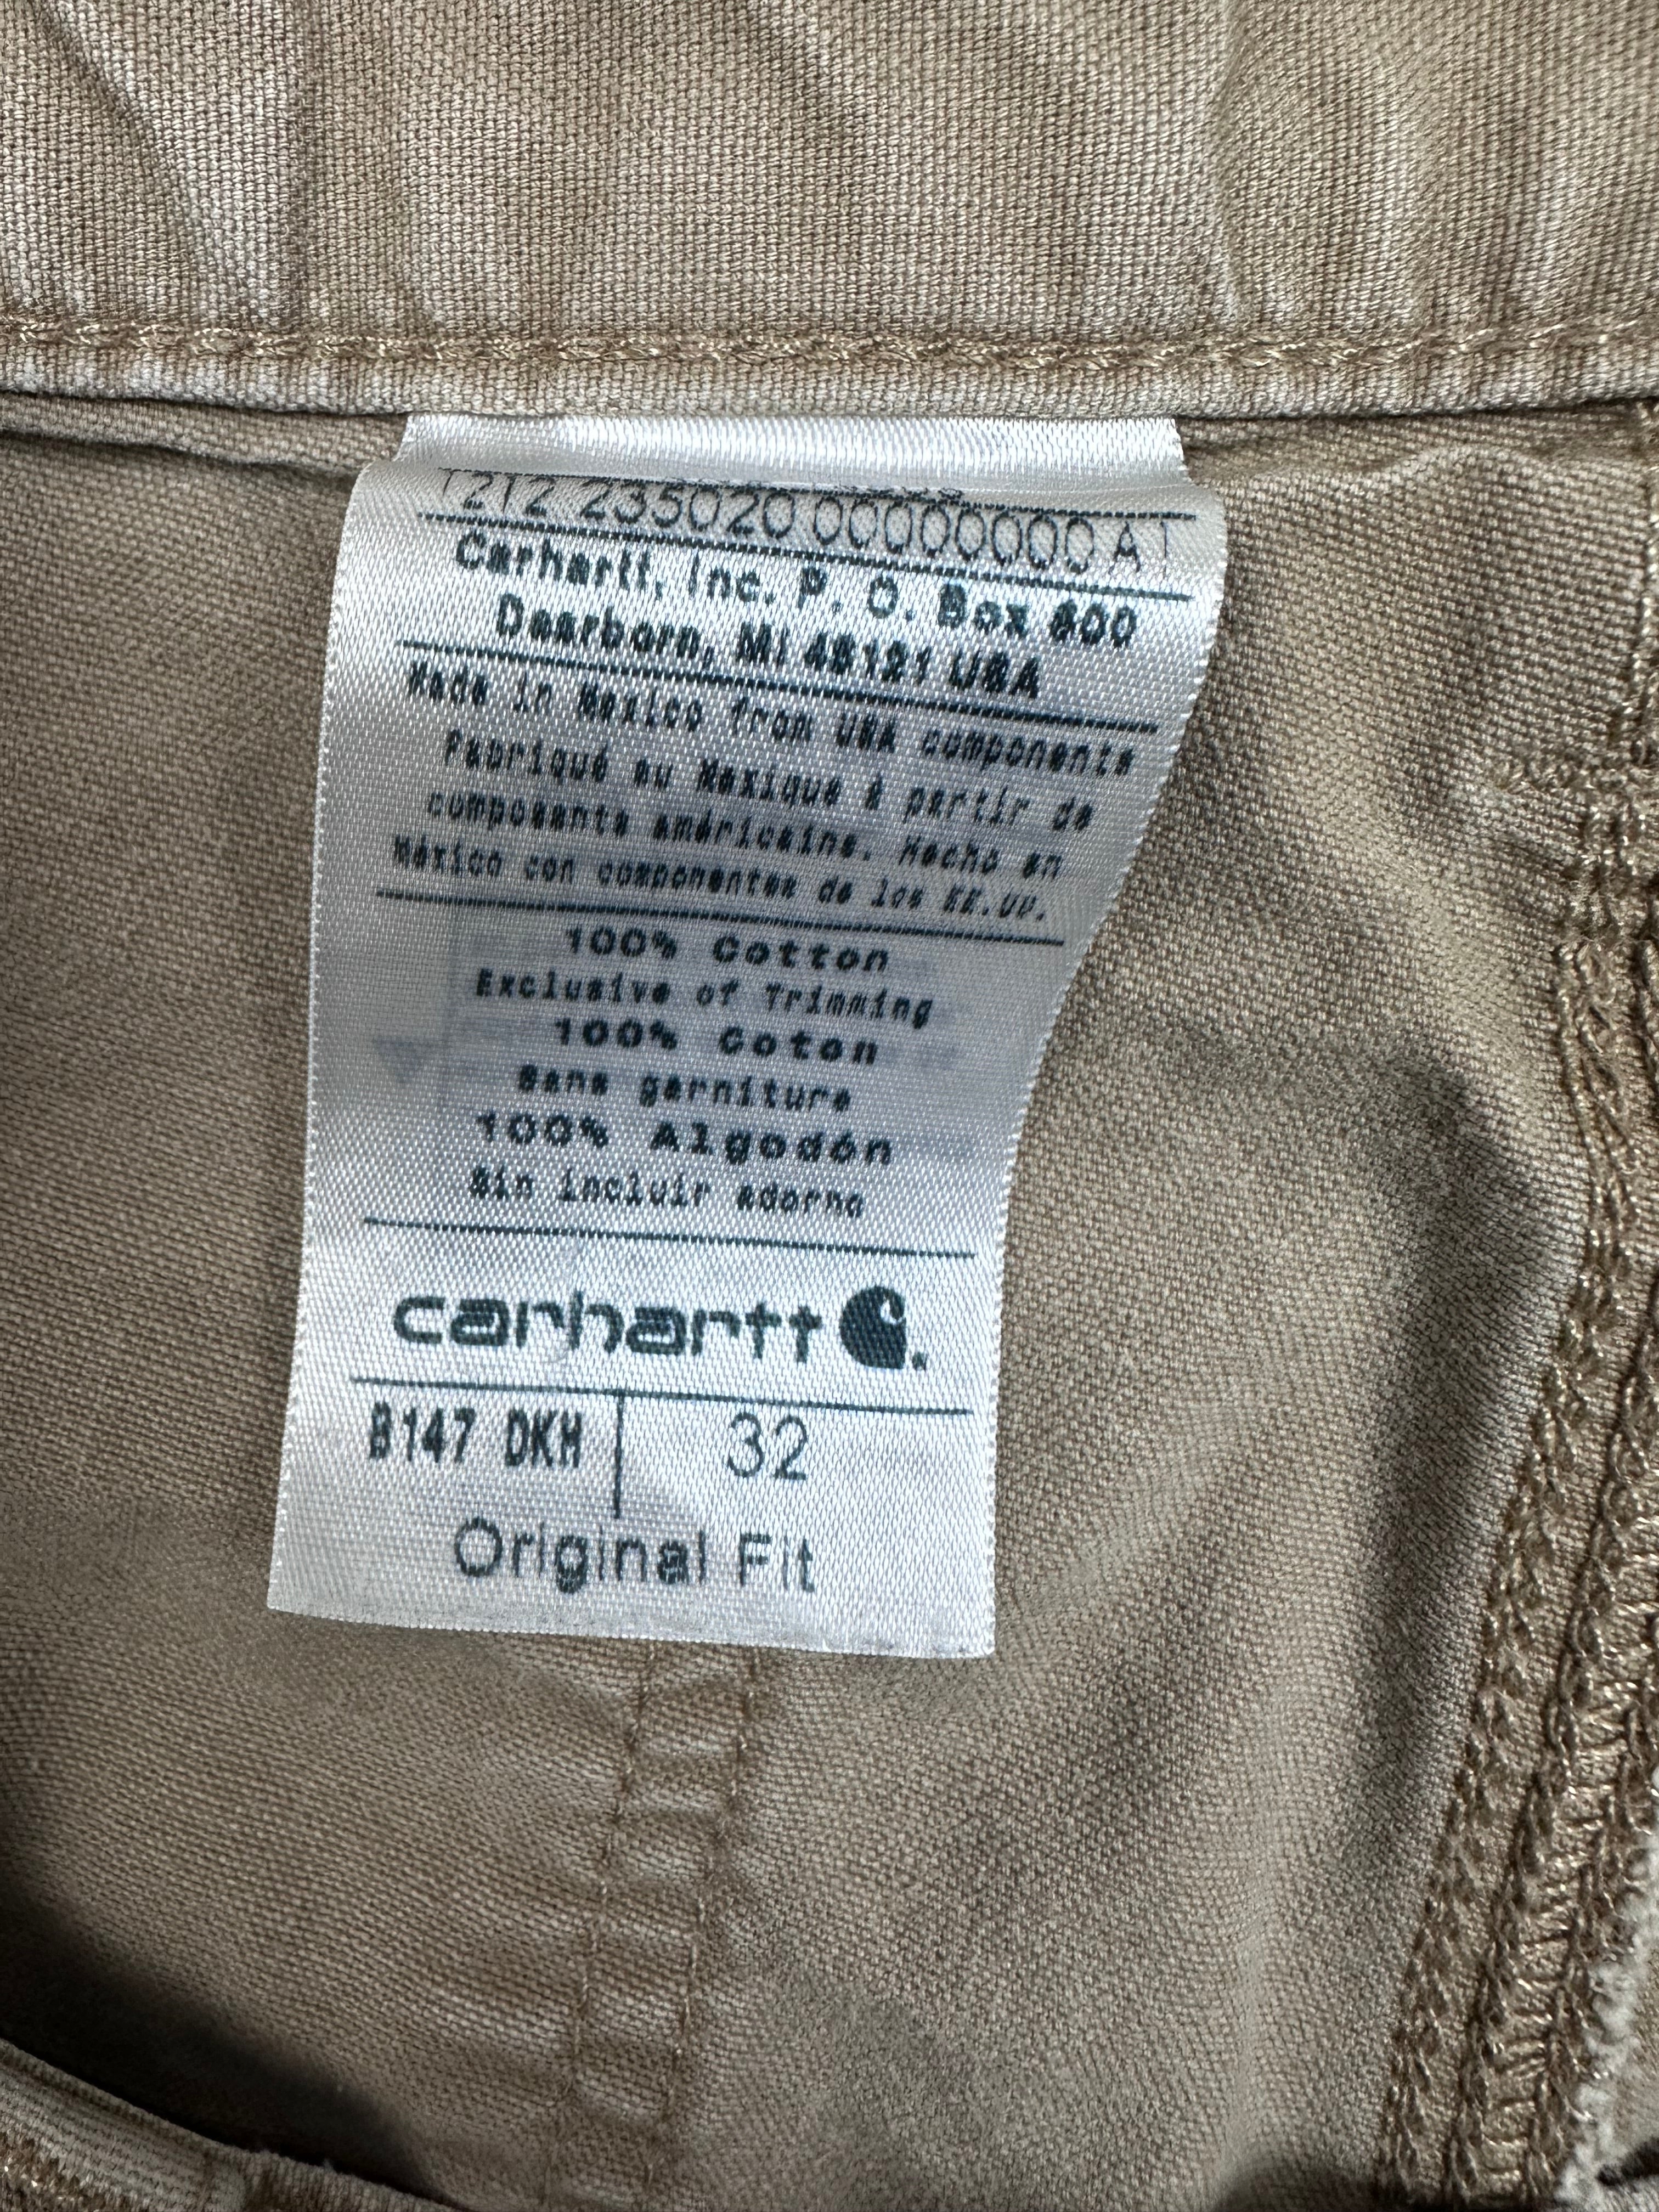 1212 235020 00000000 A1
Carhartt, Inc. P. O. Box 600
Dearborn, MI 48121 USA
Made in Mexico from USA components
Fabriqué au Mexique à partir de
composants américains. Hecho en
México con componentes de los EE.UU.
100% Cotton
Exclusive of Trimming
100% Coton
Sans garniture
100% Algodón
Sin incluir adorno
carhartt
B147 DKH
32
Original Fit